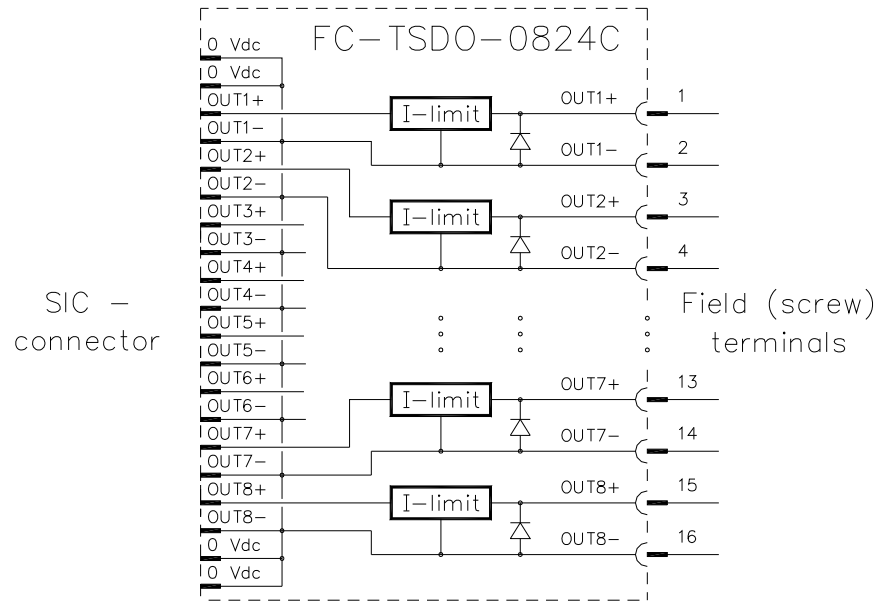 FC-TSDO-0824C
0 Vdc
0 Vdc
OUT1+
OUT1-
OUT2+
OUT2-
OUT3+
OUT3-
OUT4+
OUT4-
OUT5+
OUT5-
OUT6+
OUT6-
OUT7+
OUT7-
OUT8+
OUT8-
0 Vdc
0 Vdc
SIC -
connector
I-limit
OUT1+ 1
OUT1- 2
I-limit
OUT2+ 3
OUT2- 4
I-limit
OUT7+ 13
OUT7- 14
I-limit
OUT8+ 15
OUT8- 16
Field (screw)
terminals